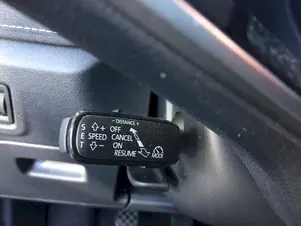 - DISTANCE +
S + OFF
E SPEED CANCEL
T - ON
RESUME
MODE